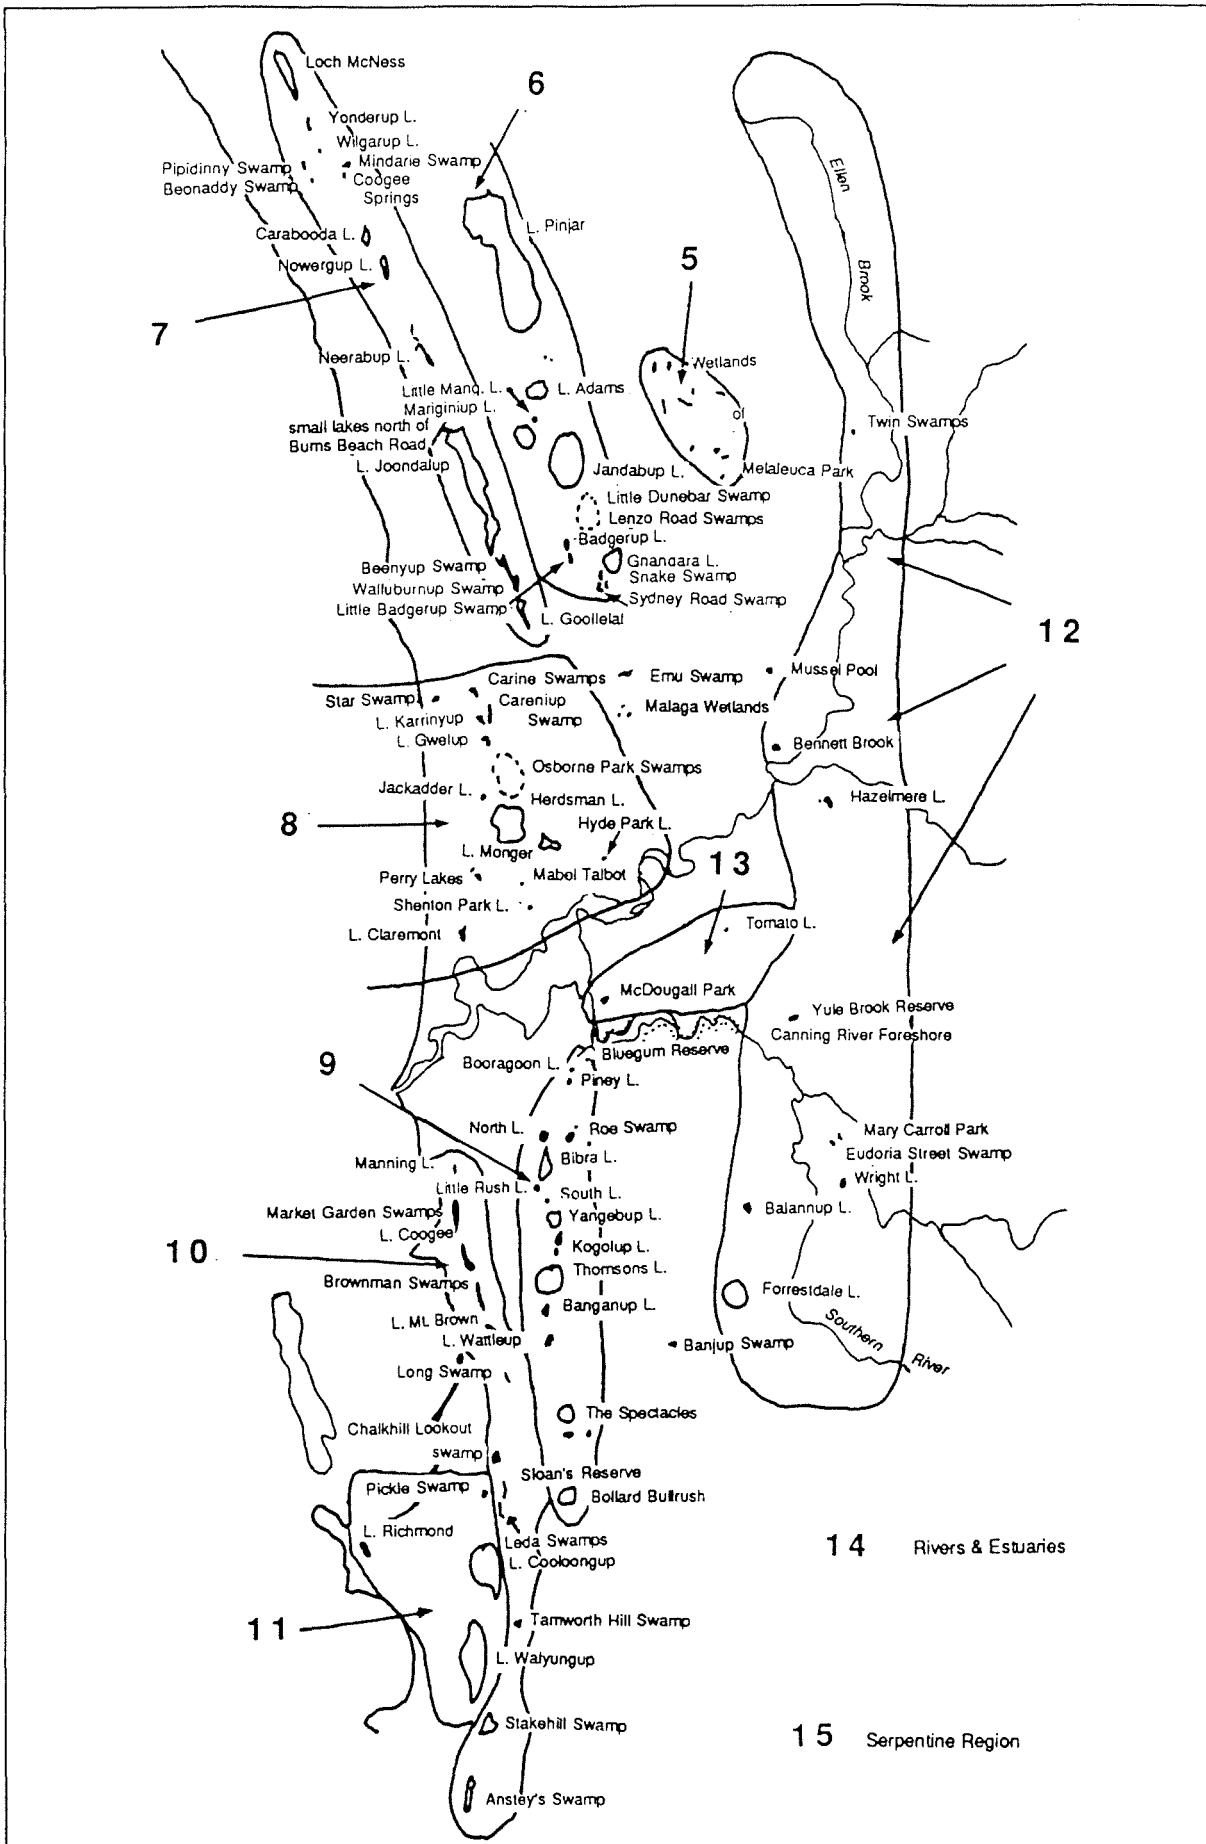 Loch McNess
6
Yonderup L.
Wilgarup L.
Pipidinny Swamp
Mindarie Swamp
Beonaddy Swamp
Coogee
Springs
Ellen
Brook
Carabooda L.
L. Pinjar
Nowergup L.
5
7
Neerabup L.
Wetlands
of
Melaleuca Park
Little Mariq. L.
L. Adams
Mariginiup L.
small lakes north of
Burns Beach Road
L. Joondalup
Twin Swamps
Jandabup L.
Little Dunebar Swamp
Lenzo Road Swamps
Badgerup L.
Gnangara L.
Beenyup Swamp
Snake Swamp
Walluburnup Swamp
Sydney Road Swamp
Little Badgerup Swamp
L. Goollelal
12
Carine Swamps
Emu Swamp
Mussel Pool
Star Swamp
Careniup
Swamp
Malaga Wetlands
L. Karrinyup
L. Gwelup
Bennett Brook
Osborne Park Swamps
Jackadder L.
Herdsman L.
Hazelmere L.
8
Hyde Park L.
L. Monger
13
Perry Lakes
Mabel Talbot
Shenton Park L.
Tomato L.
L. Claremont
McDougall Park
Yule Brook Reserve
Canning River Foreshore
9
Bluegum Reserve
Booragoon L.
Piney L.
North L.
Roe Swamp
Mary Carroll Park
Eudoria Street Swamp
Manning L.
Bibra L.
Wright L.
Little Rush L.
South L.
Market Garden Swamps
Yangebup L.
Balannup L.
L. Coogee
10
Kogolup L.
Brownman Swamps
Thomsons L.
Forrestdale L.
Banganup L.
L. Mt. Brown
Southern
River
L. Wattleup
Banjup Swamp
Long Swamp
The Spectacles
Chalkhill Lookout
swamp
Sloan's Reserve
Pickle Swamp
Bollard Bullrush
L. Richmond
Leda Swamps
14 Rivers & Estuaries
L. Cooloongup
11
Tamworth Hill Swamp
L. Walyungup
Stakehill Swamp
15 Serpentine Region
Anstey's Swamp